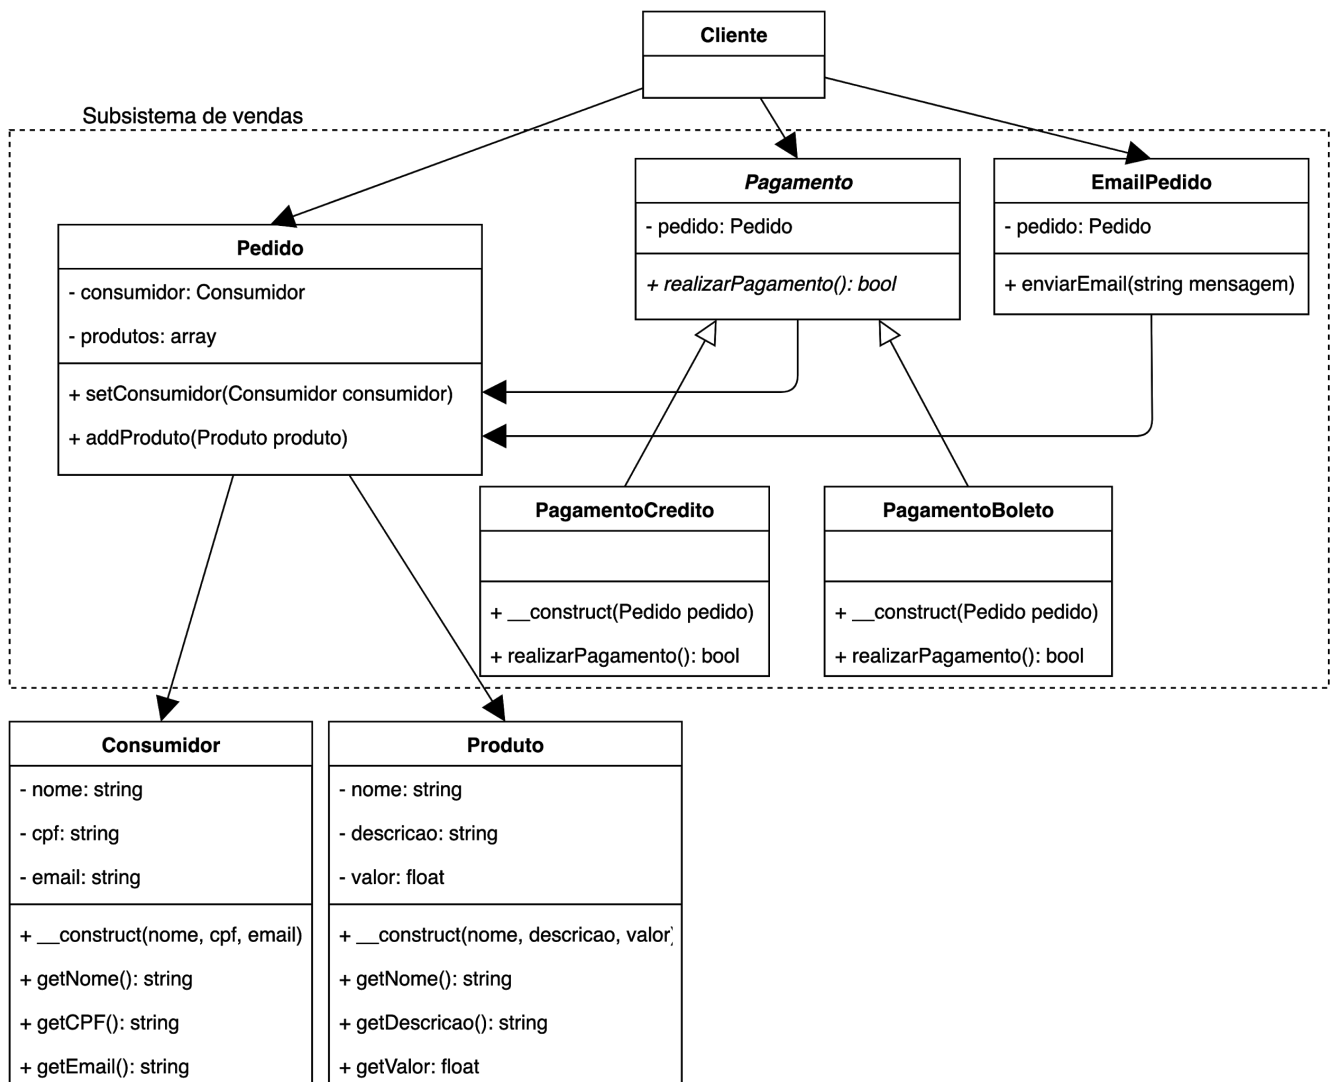 Cliente
Subsistema de vendas
Pedido
- consumidor: Consumidor
- produtos: array
+ setConsumidor(Consumidor consumidor)
+ addProduto(Produto produto)
Pagamento
- pedido: Pedido
+ realizarPagamento(): bool
EmailPedido
- pedido: Pedido
+ enviarEmail(string mensagem)
PagamentoCredito
+ __construct(Pedido pedido)
+ realizarPagamento(): bool
PagamentoBoleto
+ __construct(Pedido pedido)
+ realizarPagamento(): bool
Consumidor
- nome: string
- cpf: string
- email: string
+ __construct(nome, cpf, email)
+ getNome(): string
+ getCPF(): string
+ getEmail(): string
Produto
- nome: string
- descricao: string
- valor: float
+ __construct(nome, descricao, valor)
+ getNome(): string
+ getDescricao(): string
+ getValor: float